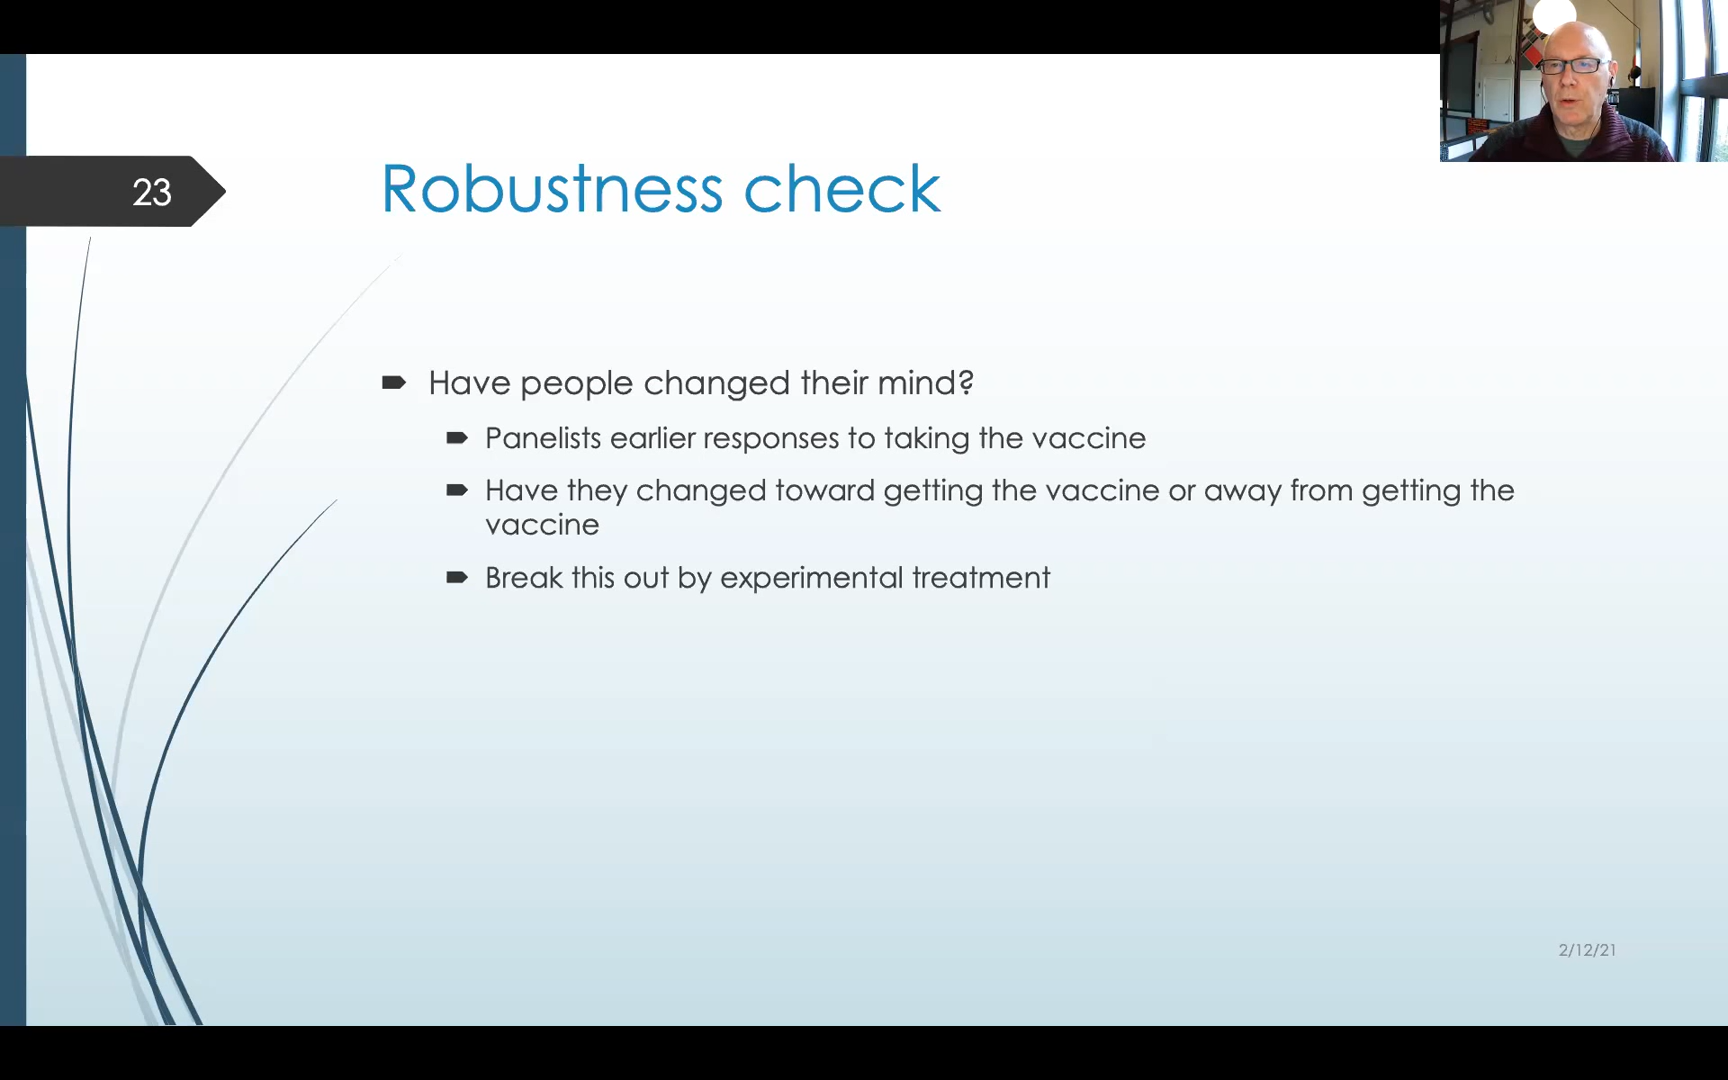 23
Robustness check
Have people changed their mind?
Panelists earlier responses to taking the vaccine
Have they changed toward getting the vaccine or away from getting the
vaccine
Break this out by experimental treatment
2/12/21